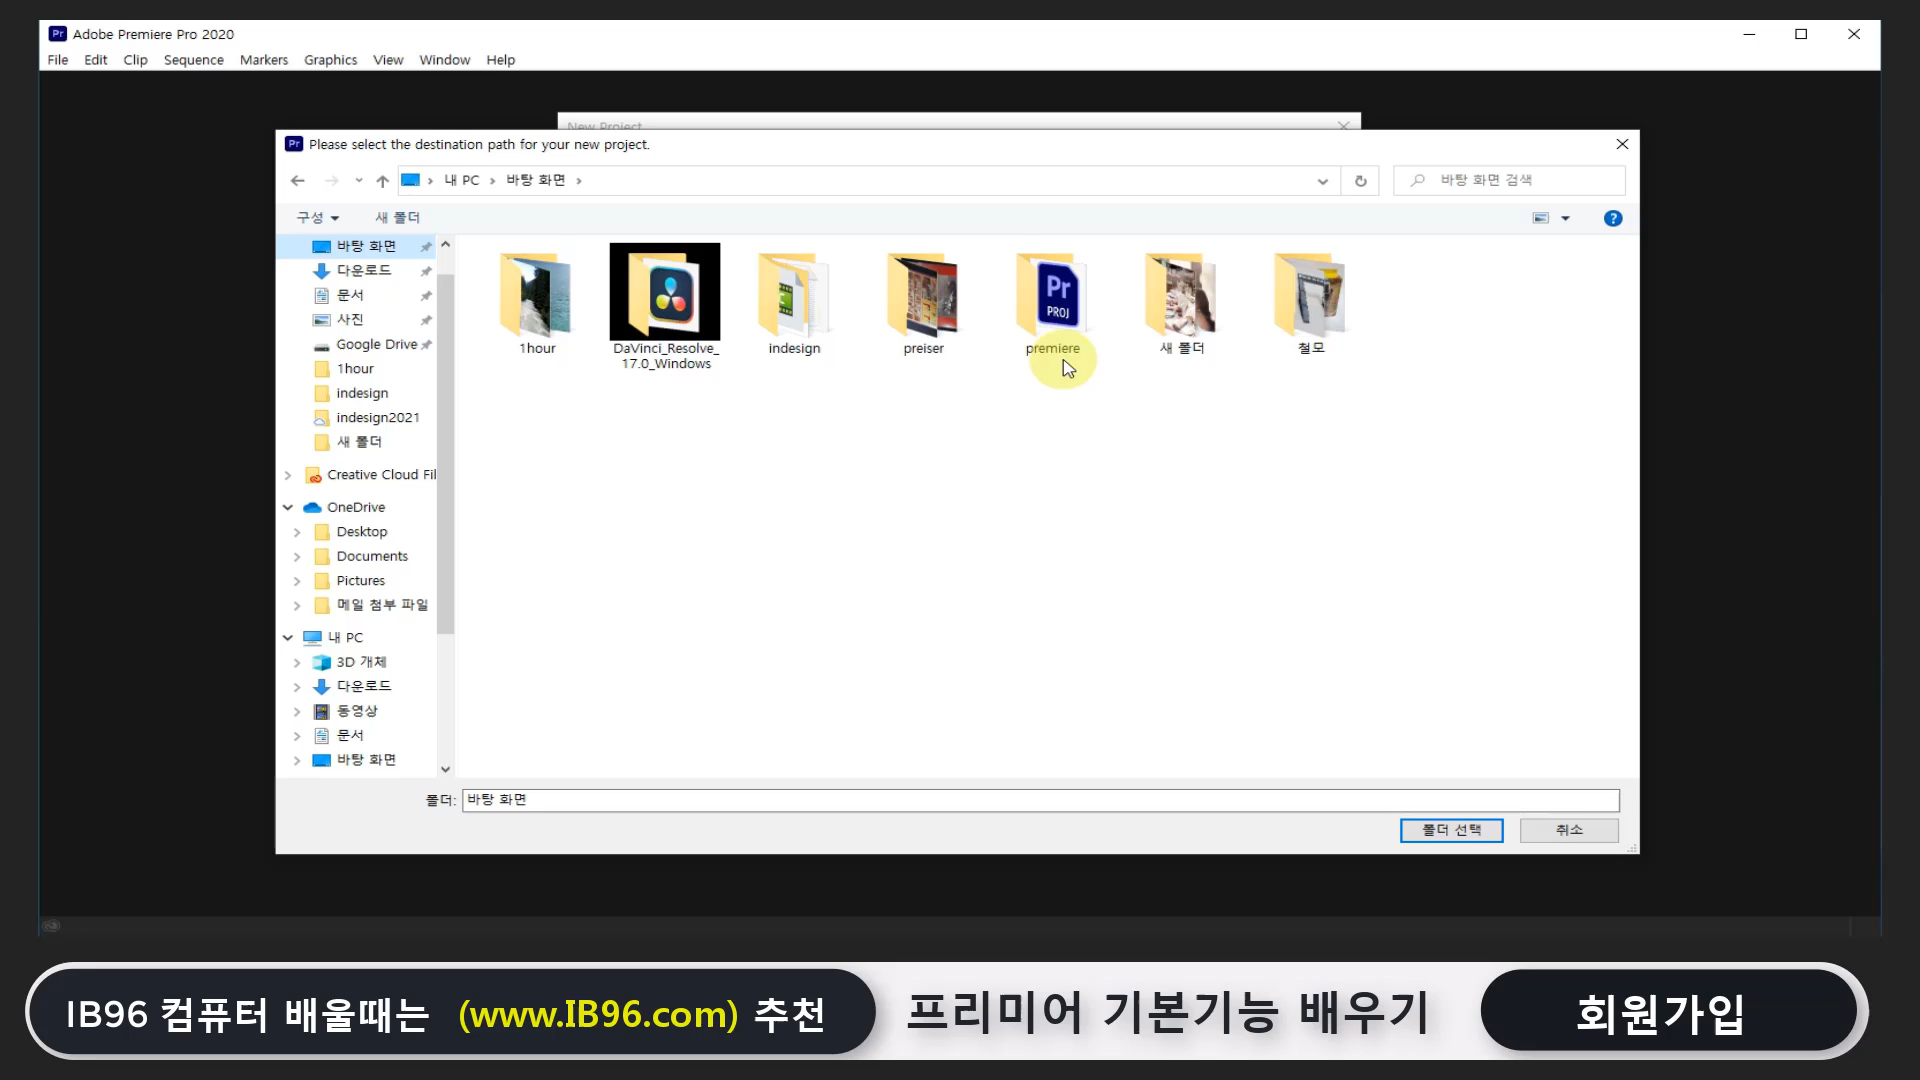 Pr Adobe Premiere Pro 2020
File Edit Clip Sequence Markers Graphics View Window Help
New Project
Pr Please select the destination path for your new project.
내 PC > 바탕 화면 >
바탕 화면 검색
구성 새 폴더
바탕 화면
다운로드
문서
사진
Google Drive
1hour
indesign
indesign2021
새 폴더
Creative Cloud Fil
OneDrive
Desktop
Documents
Pictures
메일 첨부 파일
내 PC
3D 개체
다운로드
동영상
문서
바탕 화면
Pr
PROJ
1hour
DaVinci_Resolve_
17.0_Windows
indesign
preiser
premiere
새 폴더
철모
폴더: 바탕 화면
폴더 선택 취소
IB96 컴퓨터 배울때는 (www.IB96.com) 추천
프리미어 기본기능 배우기
회원가입